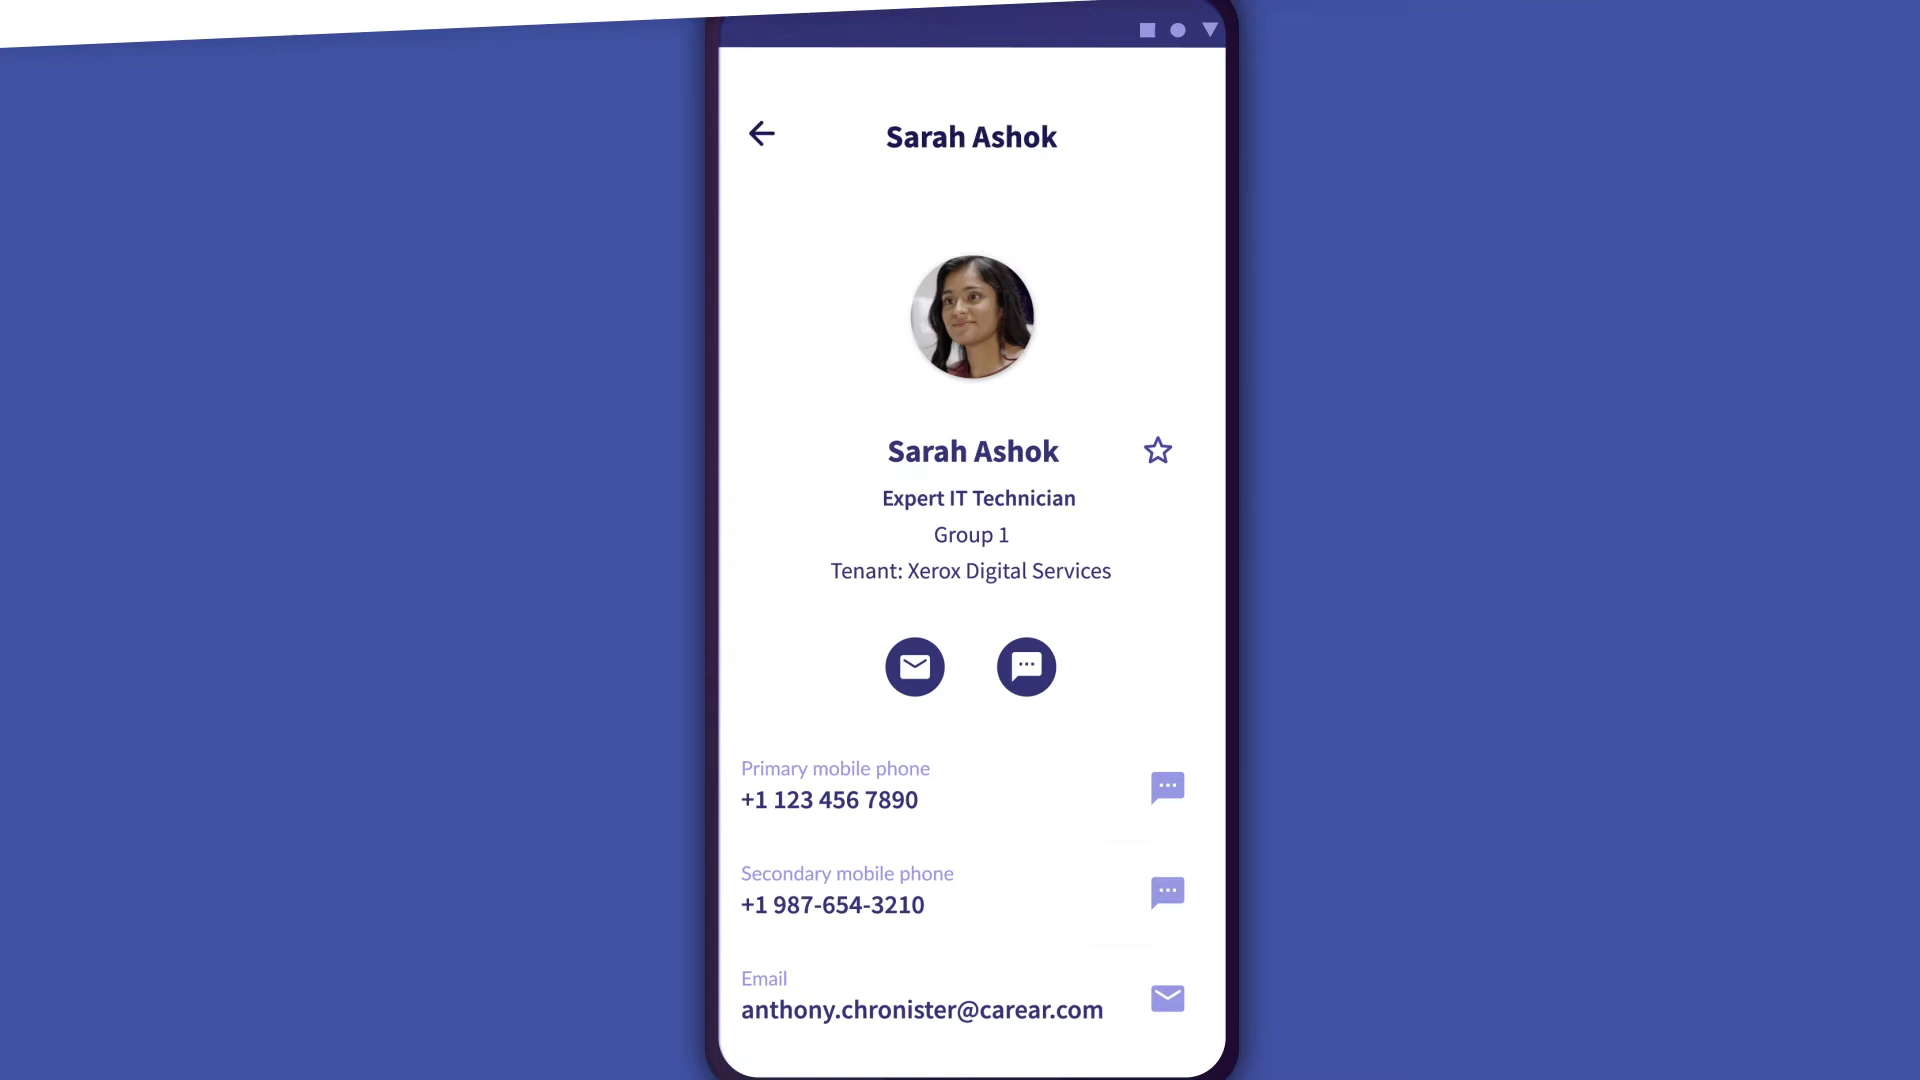 Sarah Ashok
Sarah Ashok
Expert IT Technician
Group 1
Tenant: Xerox Digital Services
Primary mobile phone
+1 123 456 7890
Secondary mobile phone
+1 987-654-3210
Email
anthony.chronister@carear.com